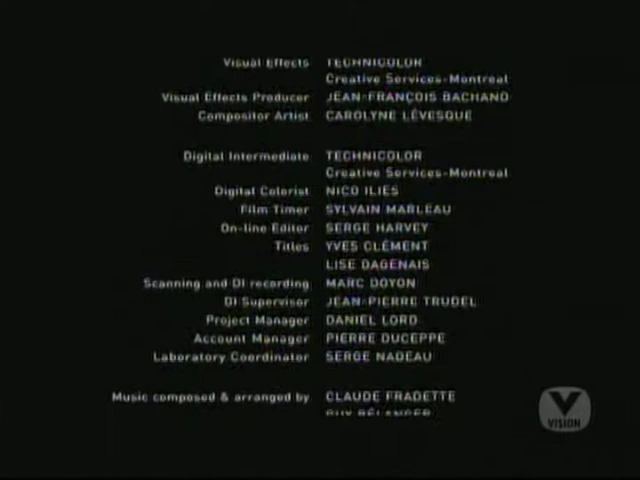 Visual Effects TECHNICOLOR
Creative Services-Montreal
Visual Effects Producer JEAN-FRANÇOIS BACHAND
Compositor Artist CAROLYNE LÉVESQUE
Digital Intermediate TECHNICOLOR
Creative Services-Montreal
Digital Colorist NICO ILIES
Film Timer SYLVAIN MARLEAU
On-line Editor SERGE HARVEY
Titles YVES CLÉMENT
LISE DAGENAIS
Scanning and DI recording MARC DOYON
DI Supervisor JEAN-PIERRE TRUDEL
Project Manager DANIEL LORD
Account Manager PIERRE DUCEPPE
Laboratory Coordinator SERGE NADEAU
Music composed & arranged by CLAUDE FRADETTE
V
VISION